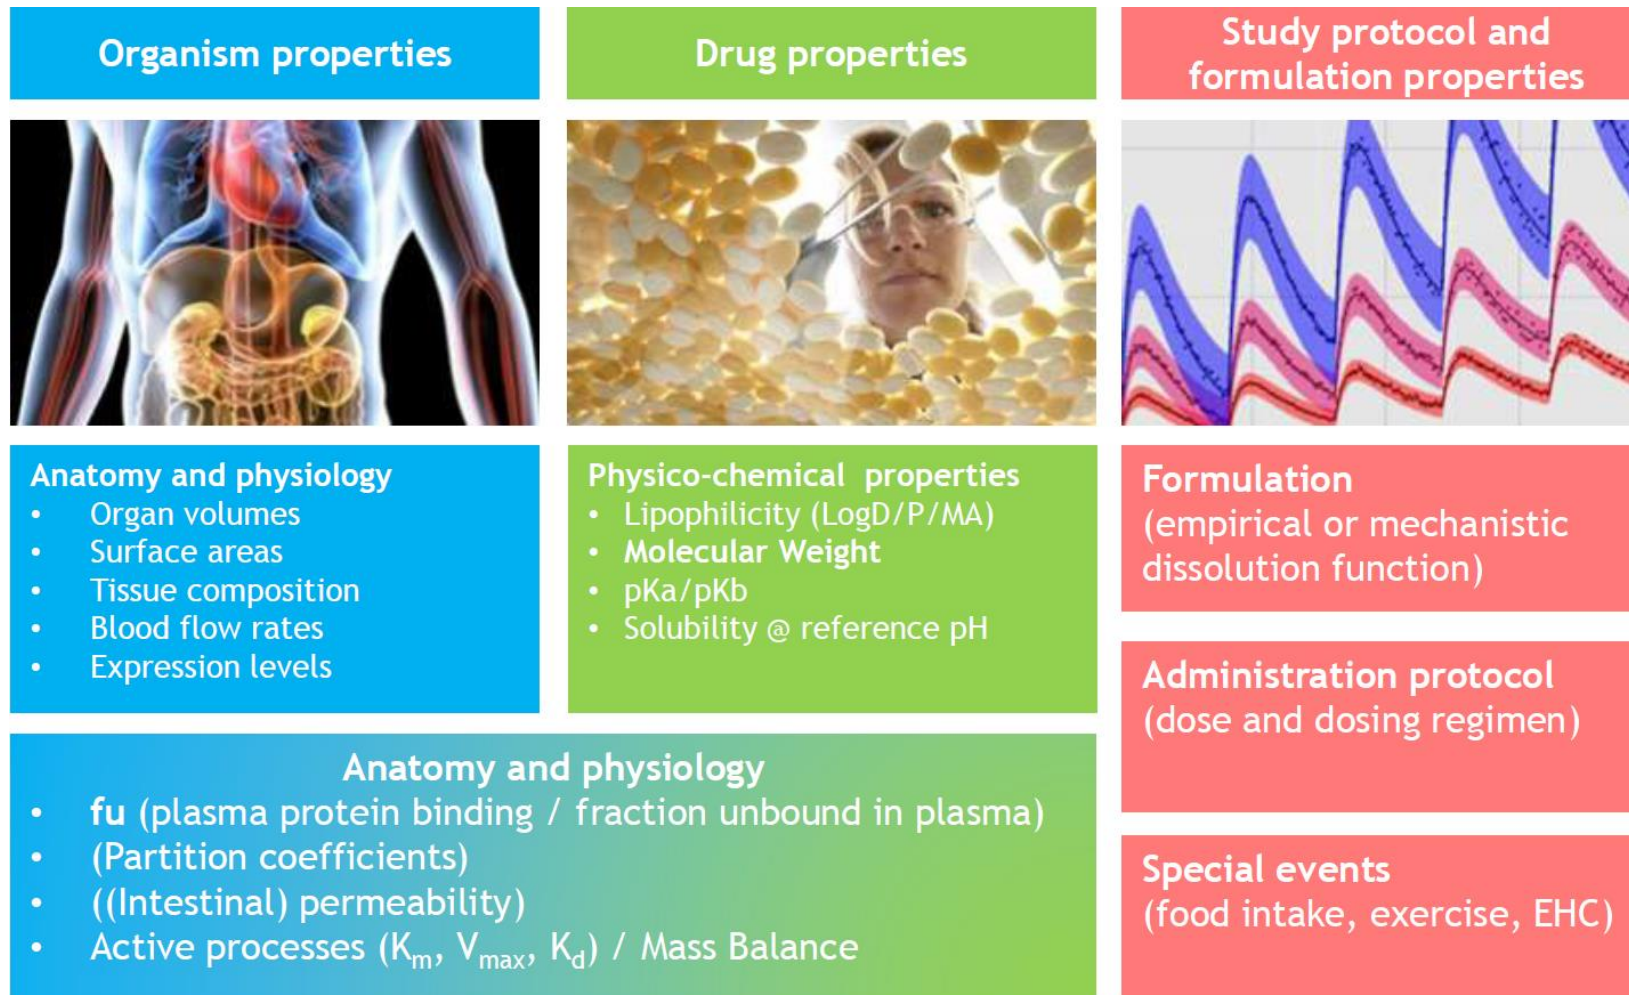 Organism properties
Drug properties
Study protocol and
formulation properties
Anatomy and physiology
• Organ volumes
• Surface areas
• Tissue composition
• Blood flow rates
• Expression levels
Physico-chemical properties
• Lipophilicity (LogD/P/MA)
• Molecular Weight
• pKa/pKb
• Solubility @ reference pH
Anatomy and physiology
• fu (plasma protein binding / fraction unbound in plasma)
• (Partition coefficients)
• ((Intestinal) permeability)
• Active processes (Km, Vmax, Kd) / Mass Balance
Formulation
(empirical or mechanistic
dissolution function)
Administration protocol
(dose and dosing regimen)
Special events
(food intake, exercise, EHC)